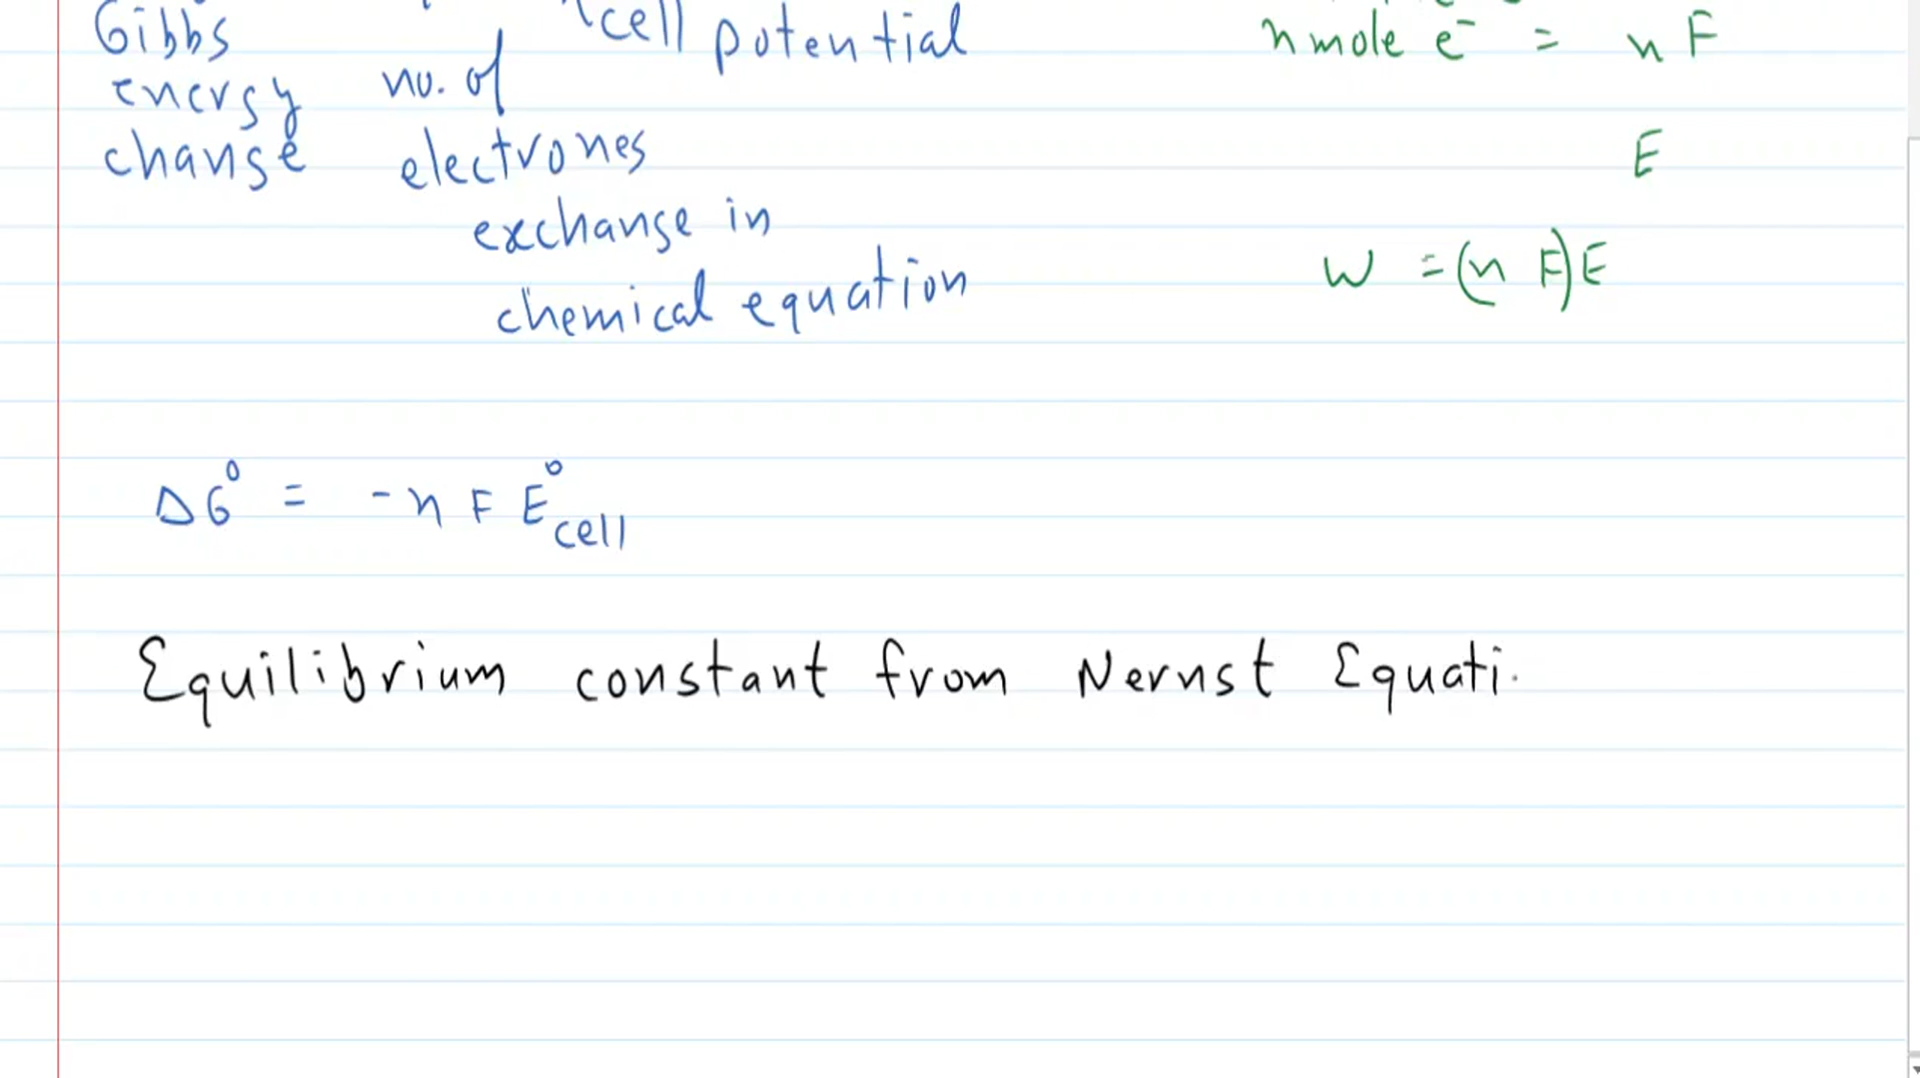 Gibbs
energy
change
cell potential
no. of
electrones
exchange in
chemical equation
n mole e⁻ = n F
E
W = (n F) E
ΔG° = - n F E°cell
Equilibrium constant from Nernst Equati